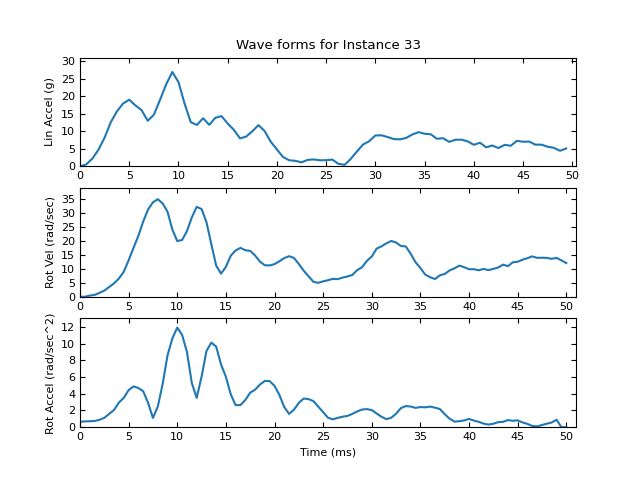 Wave forms for Instance 33
30
25
20
15
10
5
0
Lin Accel (g)
0 5 10 15 20 25 30 35 40 45 50
35
30
25
20
15
10
5
0
Rot Vel (rad/sec)
0 5 10 15 20 25 30 35 40 45 50
12
10
8
6
4
2
0
Rot Accel (rad/sec^2)
0 5 10 15 20 25 30 35 40 45 50
Time (ms)